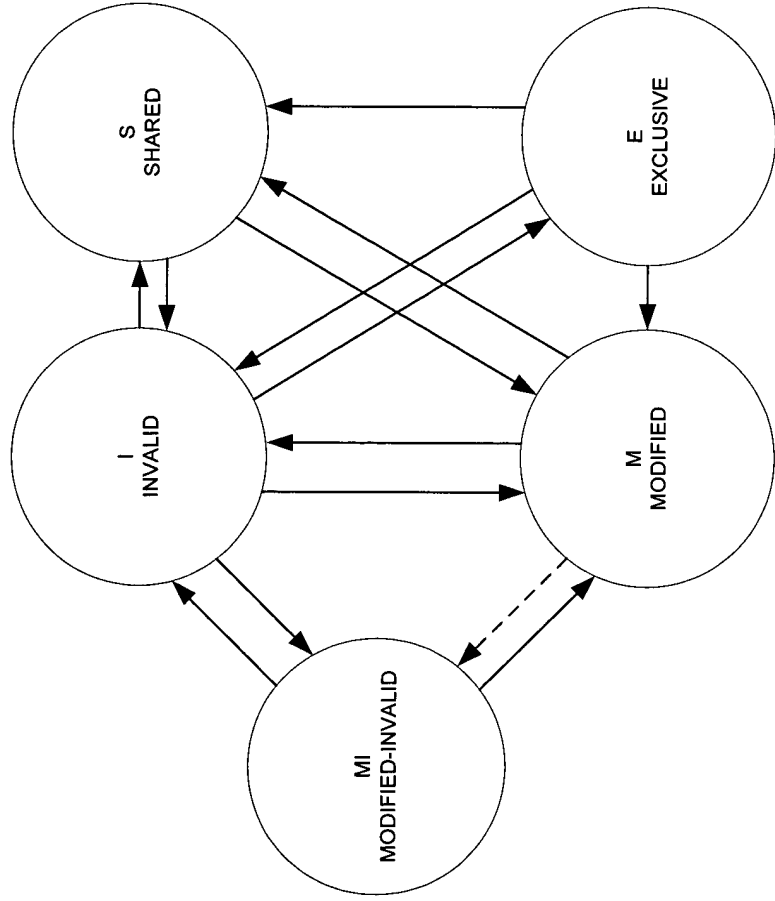 S
SHARED
E
EXCLUSIVE
I
INVALID
M
MODIFIED
MI
MODIFIED-INVALID